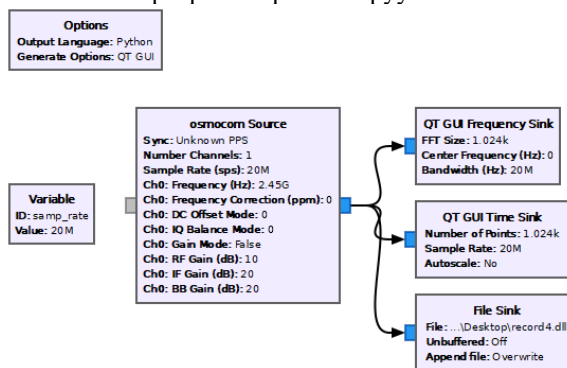 Options
Output Language: Python
Generate Options: QT GUI
osmocom Source
Sync: Unknown PPS
Number Channels: 1
Sample Rate (sps): 20M
Ch0: Frequency (Hz): 2.45G
Ch0: Frequency Correction (ppm): 0
Ch0: DC Offset Mode: 0
Ch0: IQ Balance Mode: 0
Ch0: Gain Mode: False
Ch0: RF Gain (dB): 10
Ch0: IF Gain (dB): 20
Ch0: BB Gain (dB): 20
Variable
ID: samp_rate
Value: 20M
QT GUI Frequency Sink
FFT Size: 1.024k
Center Frequency (Hz): 0
Bandwidth (Hz): 20M
QT GUI Time Sink
Number of Points: 1.024k
Sample Rate: 20M
Autoscale: No
File Sink
File: ...\Desktop\record4.dll
Unbuffered: Off
Append file: Overwrite